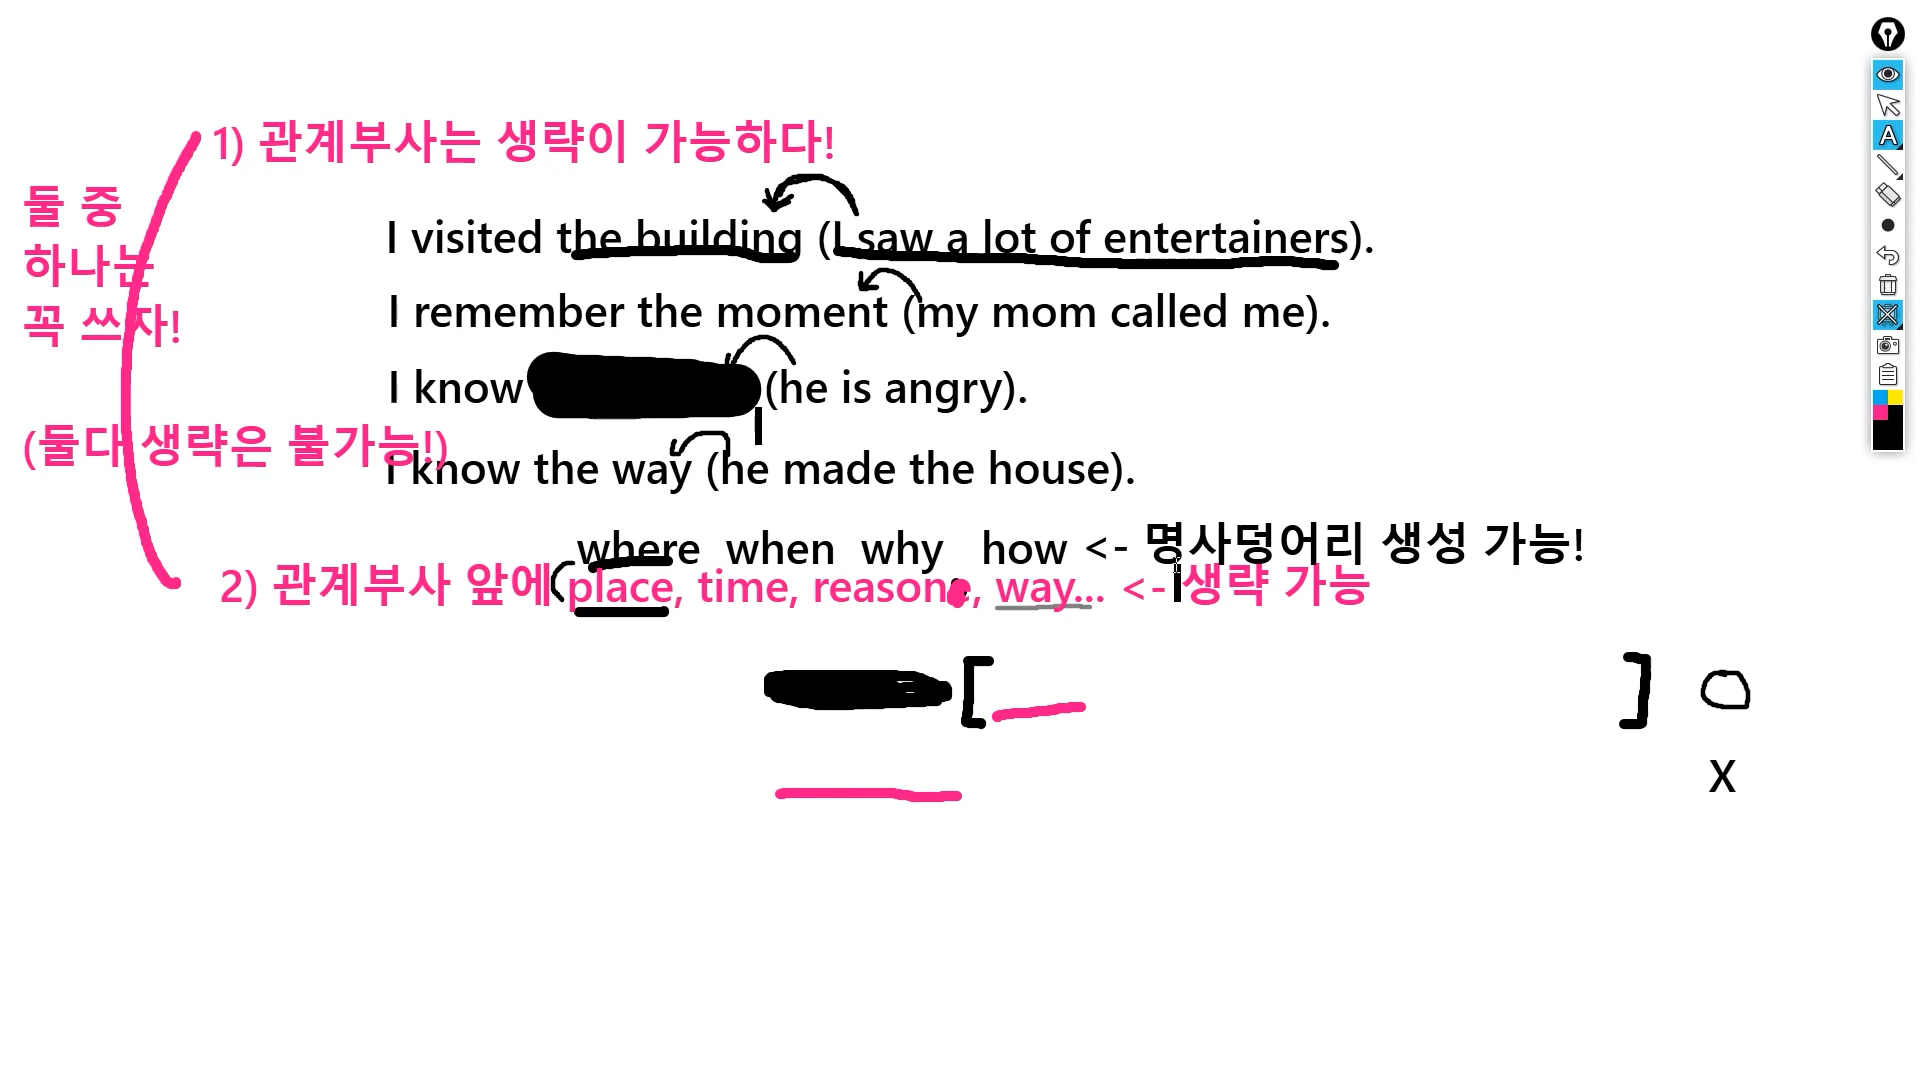 1) 관계부사는 생략이 가능하다!
둘 중
하나는
꼭 쓰자!
(둘다 생략은 불가능!)
I visited the building (I saw a lot of entertainers).
I remember the moment (my mom called me).
I know (he is angry).
I know the way (he made the house).
where when why how <- 명사덩어리 생성 가능!
2) 관계부사 앞에 (place, time, reason, way... <- 생략 가능
[ ] O
X